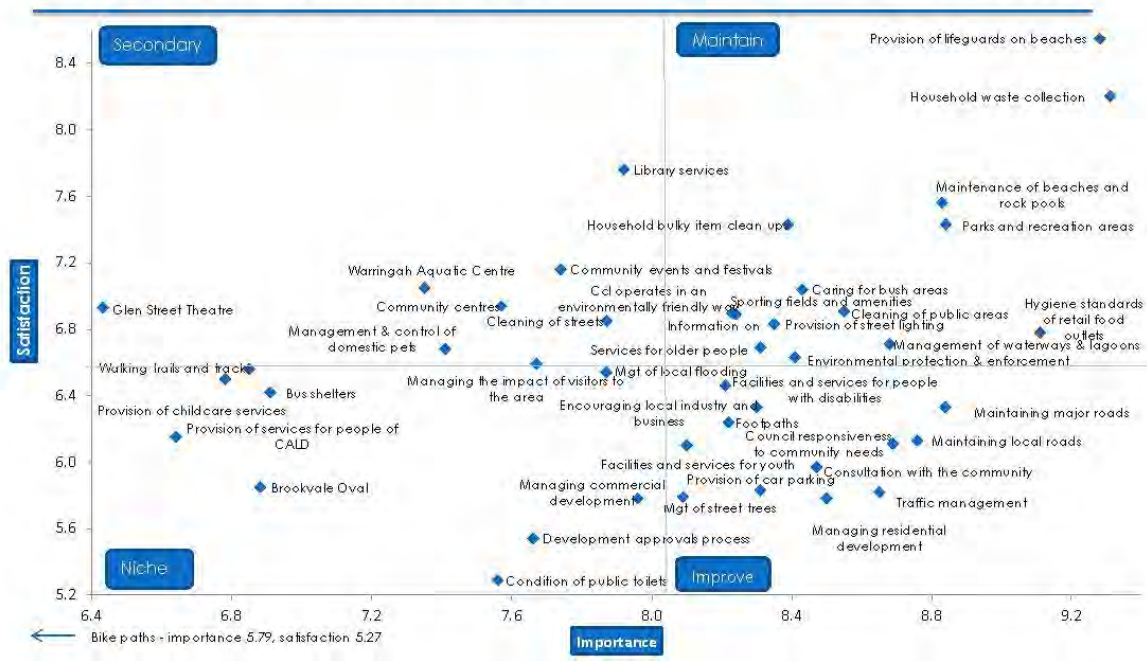 Secondary
Maintain
Provision of lifeguards on beaches
8.4
Household waste collection
8.0
Library services
Maintenance of beaches and
rock pools
7.6
Household bulky item clean up
Parks and recreation areas
7.2
Warringah Aquatic Centre
Community events and festivals
Caring for bush areas
Ccl operates in an
environmentally friendly way
Sporting fields and amenities
Hygiene standards
of retail food
outlets
Glen Street Theatre
Community centres
Cleaning of public areas
Cleaning of streets
Information on
Provision of street lighting
6.8
Management & control of
domestic pets
Services for older people
Management of waterways & lagoons
Environmental protection & enforcement
Walking trails and tracks
Mgt of local flooding
Managing the impact of visitors to
the area
Facilities and services for people
with disabilities
6.4
Bus shelters
Encouraging local industry and
business
Maintaining major roads
Provision of childcare services
Footpaths
Provision of services for people of
CALD
Council responsiveness
to community needs
Maintaining local roads
6.0
Facilities and services for youth
Consultation with the community
Brookvale Oval
Managing commercial
development
Provision of car parking
Mgt of street trees
Traffic management
Managing residential
development
5.6
Development approvals process
Niche
Condition of public toilets
Improve
5.2
6.4 6.8 7.2 7.6 8.0 8.4 8.8 9.2
Satisfaction
Importance
Bike paths - importance 5.79, satisfaction 5.27